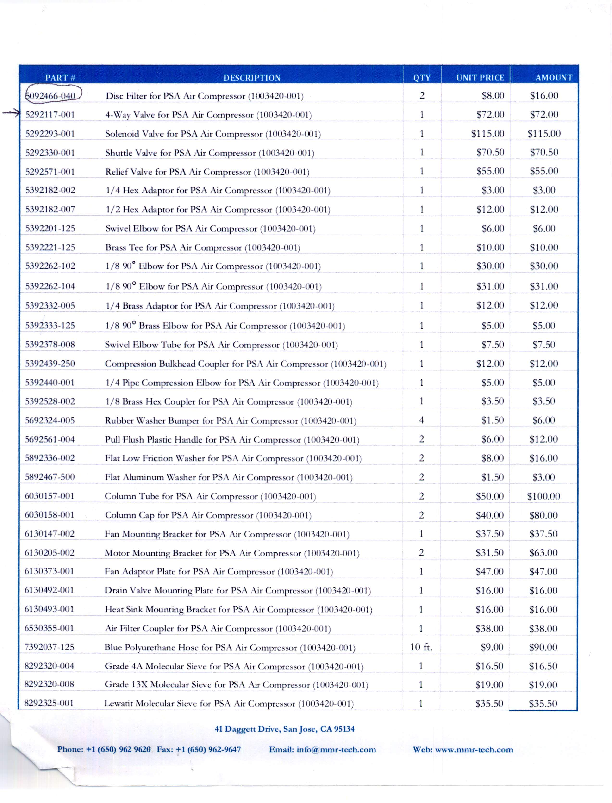 PART # DESCRIPTION QTY UNIT PRICE AMOUNT
5092466-040 Disc Filter for PSA Air Compressor (1003420-001) 2 $8.00 $16.00
5292117-001 4-Way Valve for PSA Air Compressor (1003420-001) 1 $72.00 $72.00
5292293-001 Solenoid Valve for PSA Air Compressor (1003420-001) 1 $115.00 $115.00
5292330-001 Shuttle Valve for PSA Air Compressor (1003420-001) 1 $70.50 $70.50
5292571-001 Relief Valve for PSA Air Compressor (1003420-001) 1 $55.00 $55.00
5392182-002 1/4 Hex Adaptor for PSA Air Compressor (1003420-001) 1 $3.00 $3.00
5392182-007 1/2 Hex Adaptor for PSA Air Compressor (1003420-001) 1 $12.00 $12.00
5392201-125 Swivel Elbow for PSA Air Compressor (1003420-001) 1 $6.00 $6.00
5392221-125 Brass Tee for PSA Air Compressor (1003420-001) 1 $10.00 $10.00
5392262-102 1/8 90° Elbow for PSA Air Compressor (1003420-001) 1 $30.00 $30.00
5392262-104 1/8 90° Elbow for PSA Air Compressor (1003420-001) 1 $31.00 $31.00
5392332-005 1/4 Brass Adaptor for PSA Air Compressor (1003420-001) 1 $12.00 $12.00
5392333-125 1/8 90° Brass Elbow for PSA Air Compressor (1003420-001) 1 $5.00 $5.00
5392378-008 Swivel Elbow Tube for PSA Air Compressor (1003420-001) 1 $7.50 $7.50
5392439-250 Compression Bulkhead Coupler for PSA Air Compressor (1003420-001) 1 $12.00 $12.00
5392440-001 1/4 Pipe Compression Elbow for PSA Air Compressor (1003420-001) 1 $5.00 $5.00
5392528-002 1/8 Brass Hex Coupler for PSA Air Compressor (1003420-001) 1 $3.50 $3.50
5692324-005 Rubber Washer Bumper for PSA Air Compressor (1003420-001) 4 $1.50 $6.00
5692561-004 Pull Flush Plastic Handle for PSA Air Compressor (1003420-001) 2 $6.00 $12.00
5892336-002 Flat Low Friction Washer for PSA Air Compressor (1003420-001) 2 $8.00 $16.00
5892467-500 Flat Aluminum Washer for PSA Air Compressor (1003420-001) 2 $1.50 $3.00
6030157-001 Column Tube for PSA Air Compressor (1003420-001) 2 $50.00 $100.00
6030158-001 Column Cap for PSA Air Compressor (1003420-001) 2 $40.00 $80.00
6130147-002 Fan Mounting Bracket for PSA Air Compressor (1003420-001) 1 $37.50 $37.50
6130205-002 Motor Mounting Bracket for PSA Air Compressor (1003420-001) 2 $31.50 $63.00
6130373-001 Fan Adaptor Plate for PSA Air Compressor (1003420-001) 1 $47.00 $47.00
6130492-001 Drain Valve Mounting Plate for PSA Air Compressor (1003420-001) 1 $16.00 $16.00
6130493-001 Heat Sink Mounting Bracket for PSA Air Compressor (1003420-001) 1 $16.00 $16.00
6530355-001 Air Filter Coupler for PSA Air Compressor (1003420-001) 1 $38.00 $38.00
7392037-125 Blue Polyurethane Hose for PSA Air Compressor (1003420-001) 10 ft. $9.00 $90.00
8292320-004 Grade 4A Molecular Sieve for PSA Air Compressor (1003420-001) 1 $16.50 $16.50
8292320-008 Grade 13X Molecular Sieve for PSA Air Compressor (1003420-001) 1 $19.00 $19.00
8292325-001 Lewatit Molecular Sieve for PSA Air Compressor (1003420-001) 1 $35.50 $35.50
41 Daggett Drive, San Jose, CA 95134
Phone: +1 (650) 962 9620 Fax: +1 (650) 962-9647 Email: info@mmr-tech.com Web: www.mmr-tech.com